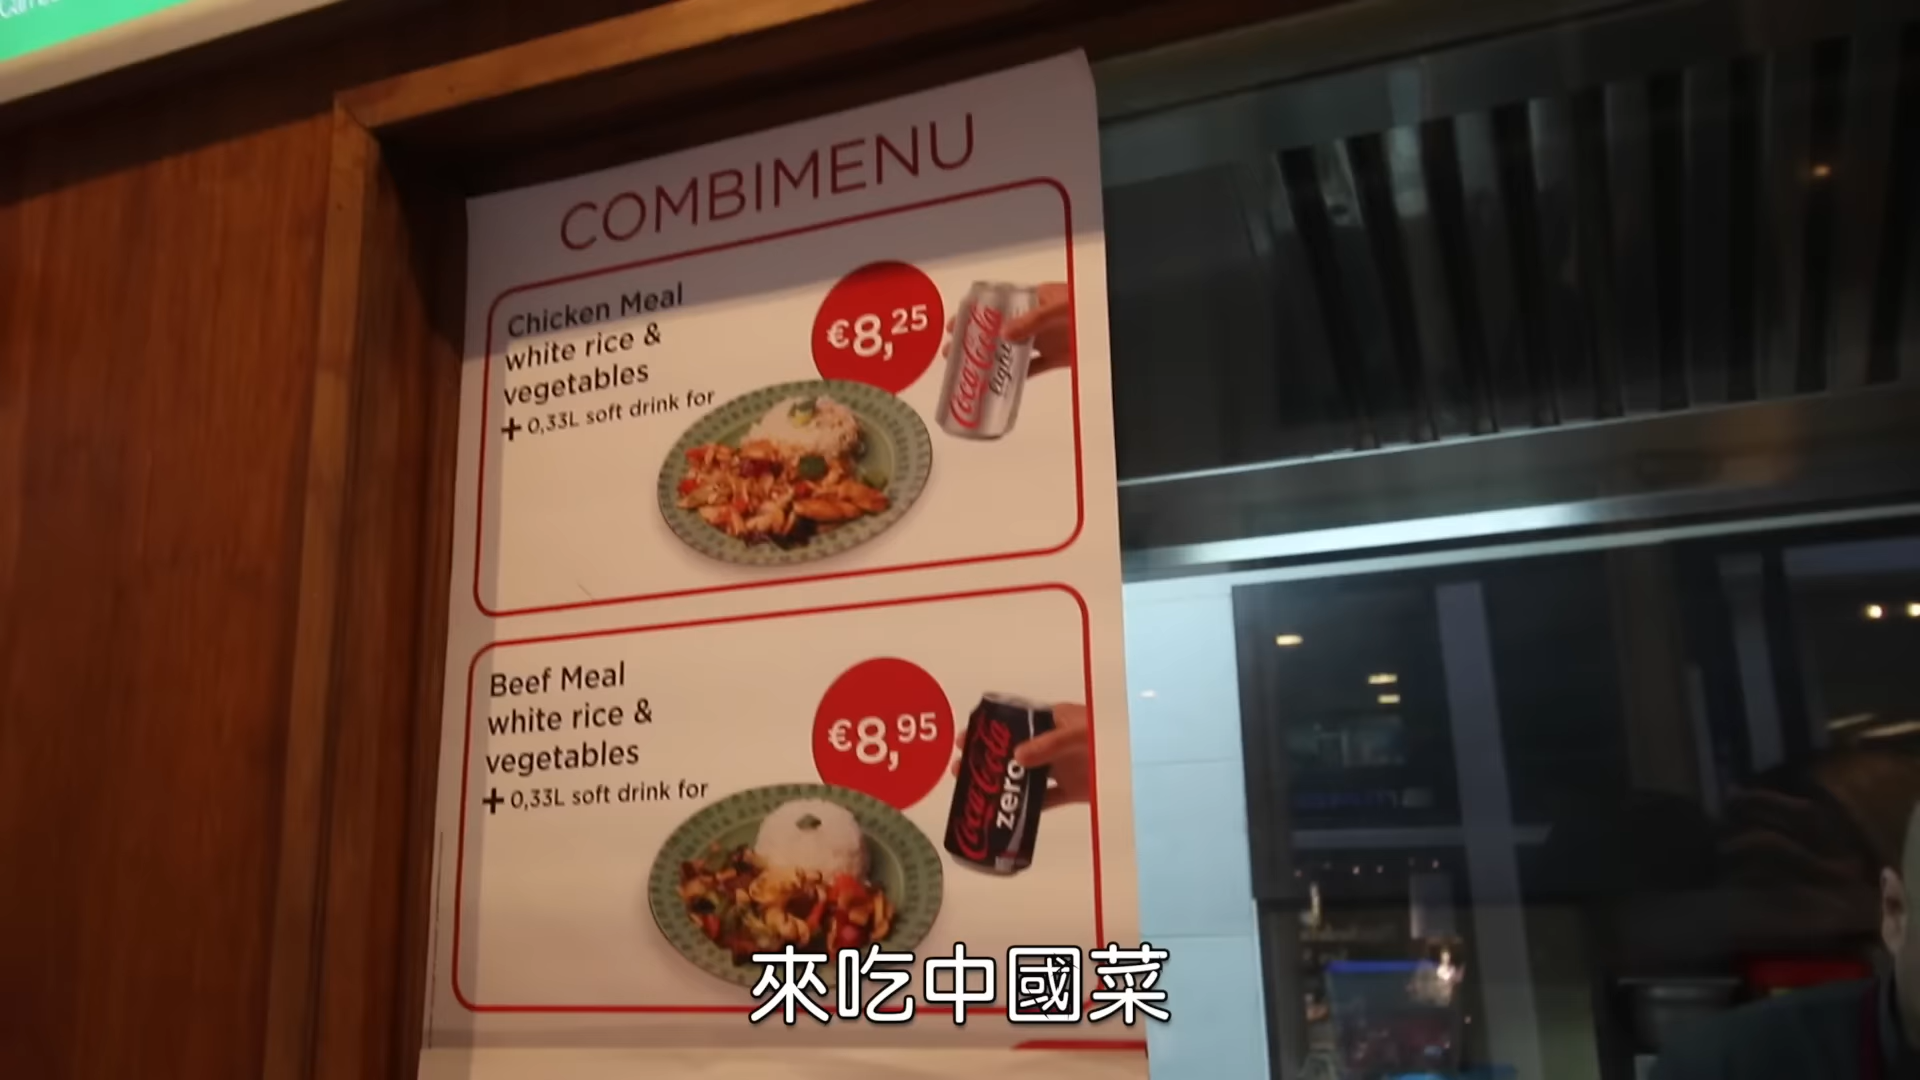 COMBIMENU
Chicken Meal
white rice &
vegetables
+ 0,33L soft drink for
€8,25
Coca-Cola
light
Beef Meal
white rice &
vegetables
+ 0,33L soft drink for
€8,95
Coca-Cola
zero
來吃中國菜